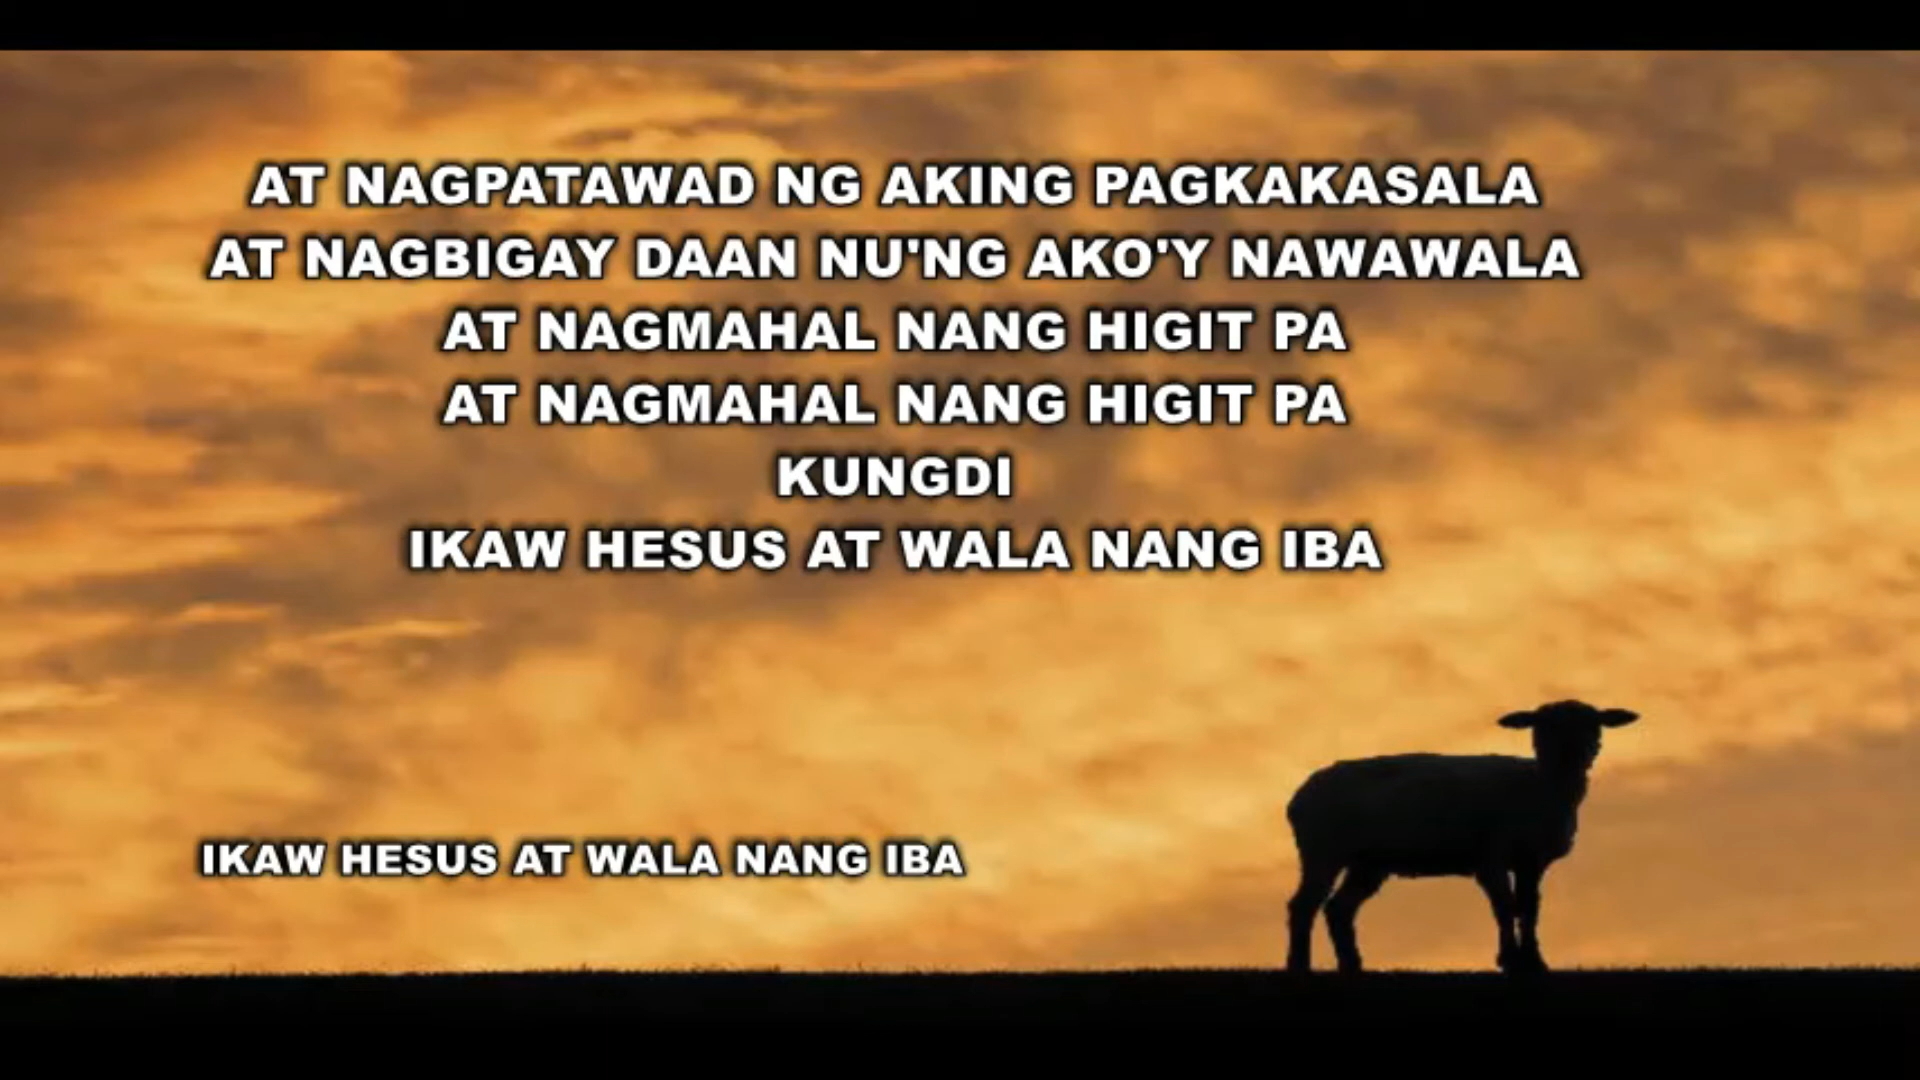 AT NAGPATAWAD NG AKING PAGKAKASALA
AT NAGBIGAY DAAN NU'NG AKO'Y NAWAWALA
AT NAGMAHAL NANG HIGIT PA
AT NAGMAHAL NANG HIGIT PA
KUNGDI
IKAW HESUS AT WALA NANG IBA
IKAW HESUS AT WALA NANG IBA